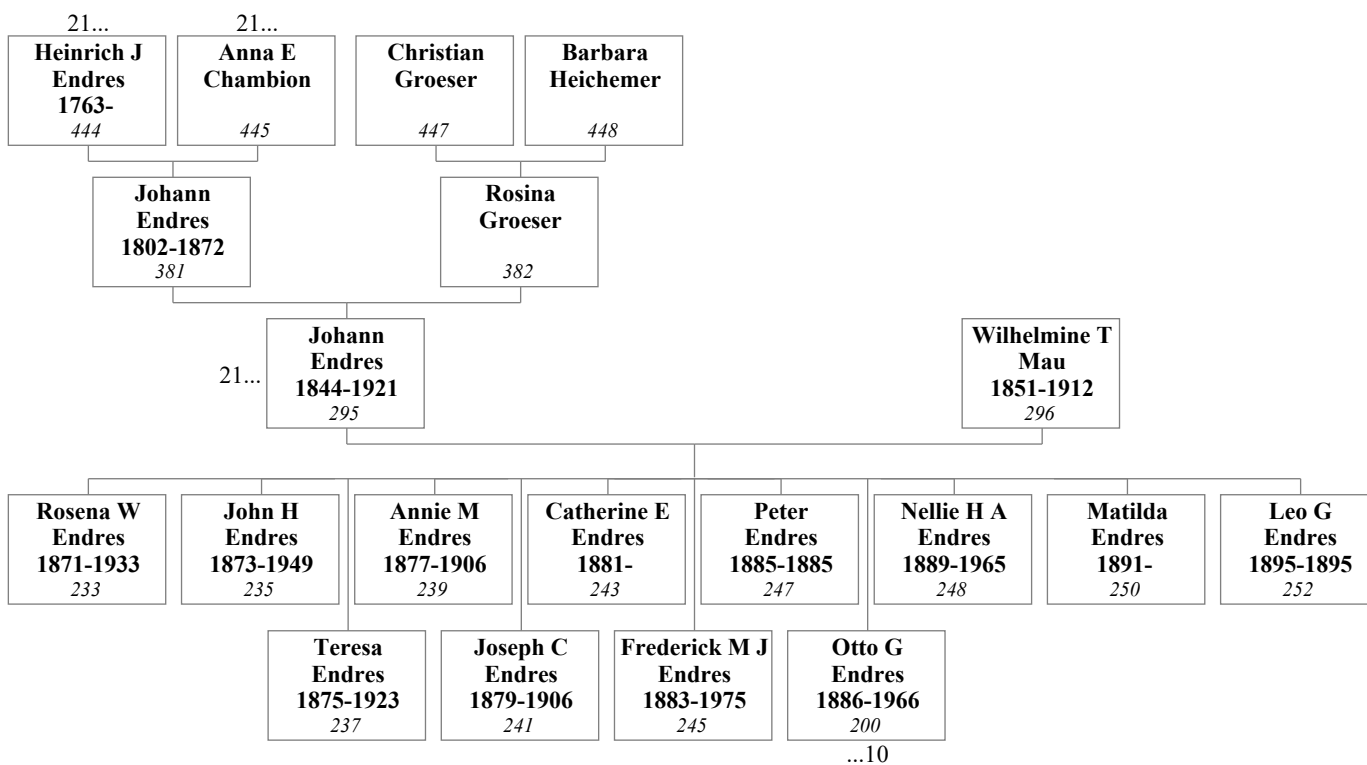 21...
Heinrich J
Endres
1763-
444
21...
Anna E
Chambion
445
Christian
Groeser
447
Barbara
Heichemer
448
Johann
Endres
1802-1872
381
Rosina
Groeser
382
21...
Johann
Endres
1844-1921
295
Wilhelmine T
Mau
1851-1912
296
Rosena W
Endres
1871-1933
233
John H
Endres
1873-1949
235
Annie M
Endres
1877-1906
239
Catherine E
Endres
1881-
243
Peter
Endres
1885-1885
247
Nellie H A
Endres
1889-1965
248
Matilda
Endres
1891-
250
Leo G
Endres
1895-1895
252
Teresa
Endres
1875-1923
237
Joseph C
Endres
1879-1906
241
Frederick M J
Endres
1883-1975
245
Otto G
Endres
1886-1966
200
...10